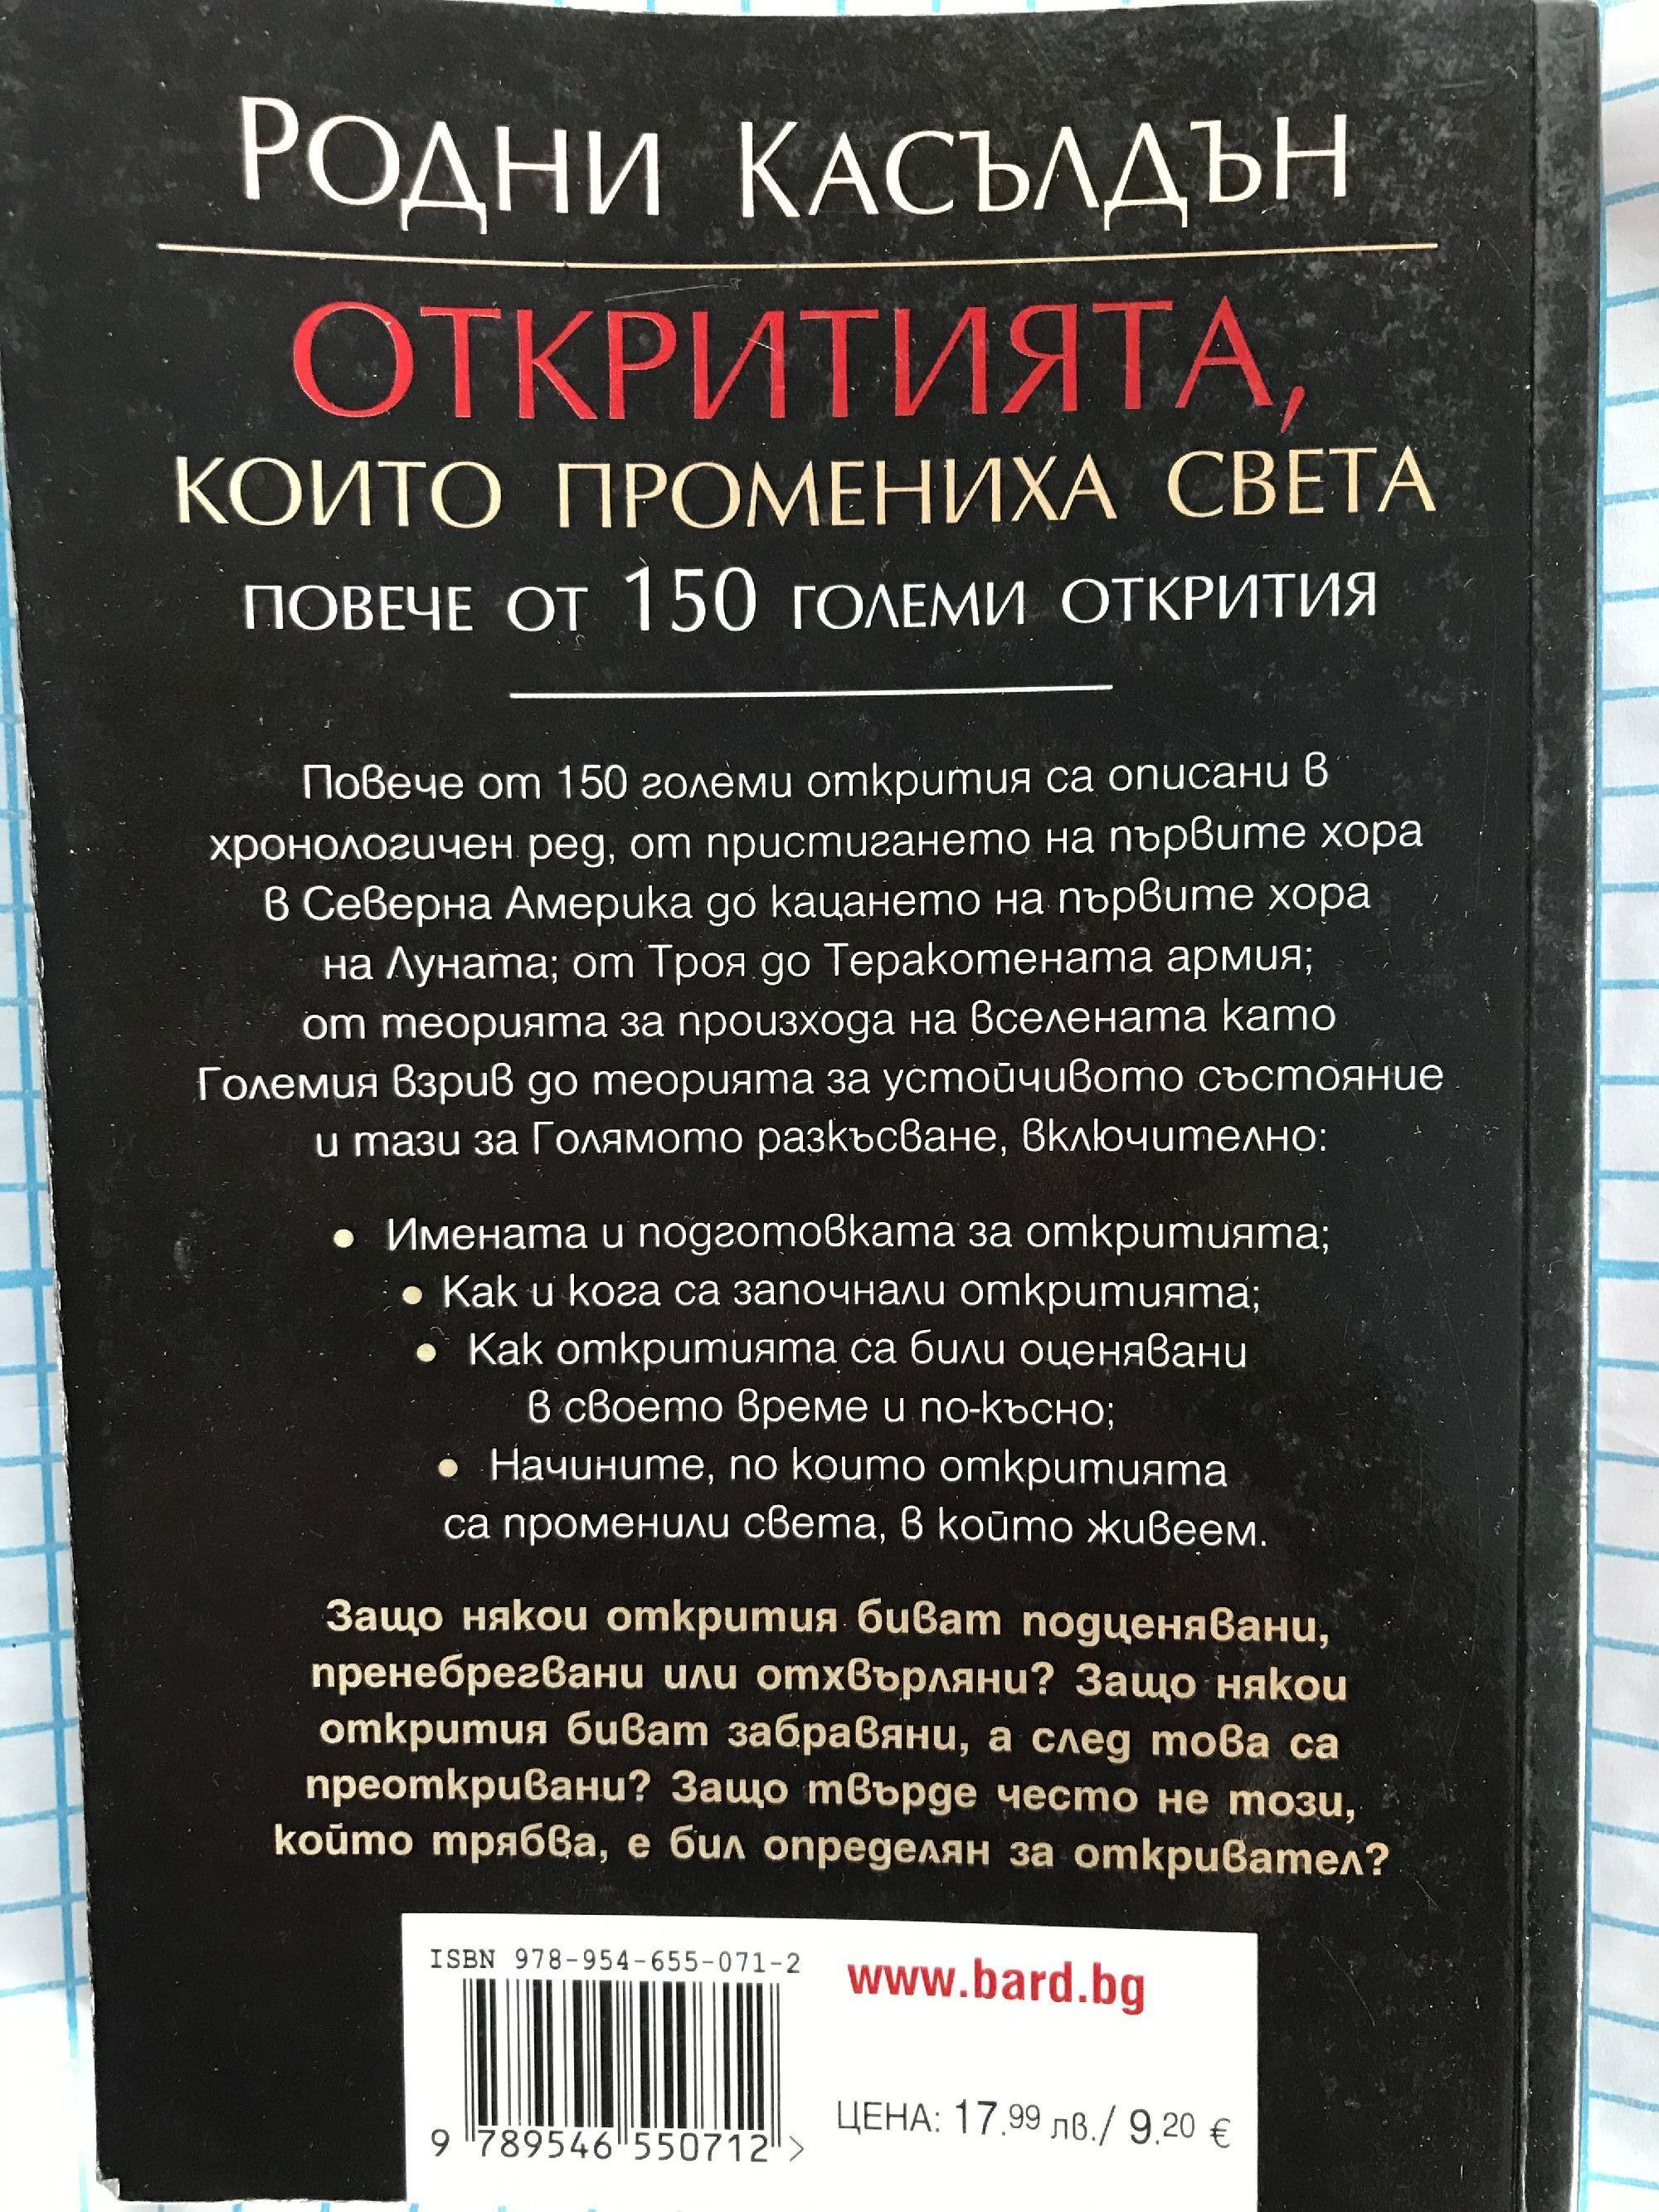 РОДНИ КАСЪЛДЪН
ОТКРИТИЯТА,
КОИТО ПРОМЕНИХА СВЕТА
ПОВЕЧЕ ОТ 150 ГОЛЕМИ ОТКРИТИЯ
Повече от 150 големи открития са описани в
хронологичен ред, от пристигането на първите хора
в Северна Америка до кацането на първите хора
на Луната; от Троя до Теракотената армия;
от теорията за произхода на вселената като
Големия взрив до теорията за устойчивото състояние
и тази за Голямото разкъсване, включително:
• Имената и подготовката за откритията;
• Как и кога са започнали откритията;
• Как откритията са били оценявани
в своето време и по-късно;
• Начините, по които откритията
са променили света, в който живеем.
Защо някои открития биват подценявани,
пренебрегвани или отхвърляни? Защо някои
открития биват забравяни, а след това са
преоткривани? Защо твърде често не този,
който трябва, е бил определян за откривател?
ISBN 978-954-655-071-2
www.bard.bg
9 789546 550712 >
ЦЕНА: 17.99 лв./ 9.20 €